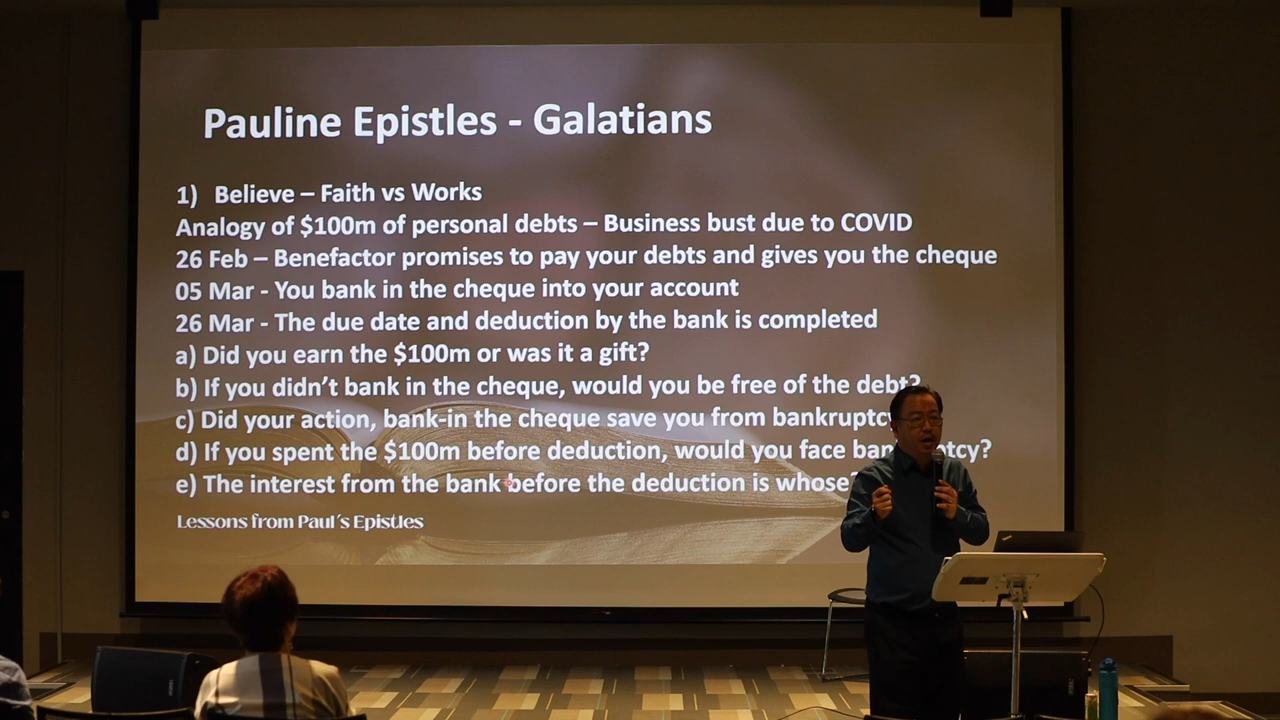 Pauline Epistles - Galatians
1) Believe – Faith vs Works
Analogy of $100m of personal debts – Business bust due to COVID
26 Feb – Benefactor promises to pay your debts and gives you the cheque
05 Mar - You bank in the cheque into your account
26 Mar - The due date and deduction by the bank is completed
a) Did you earn the $100m or was it a gift?
b) If you didn’t bank in the cheque, would you be free of the debt?
c) Did your action, bank-in the cheque save you from
d) If you spent the $100m before deduction, would you face
e) The interest from the bank before the deduction is whose?
Lessons from Paul's Epistles